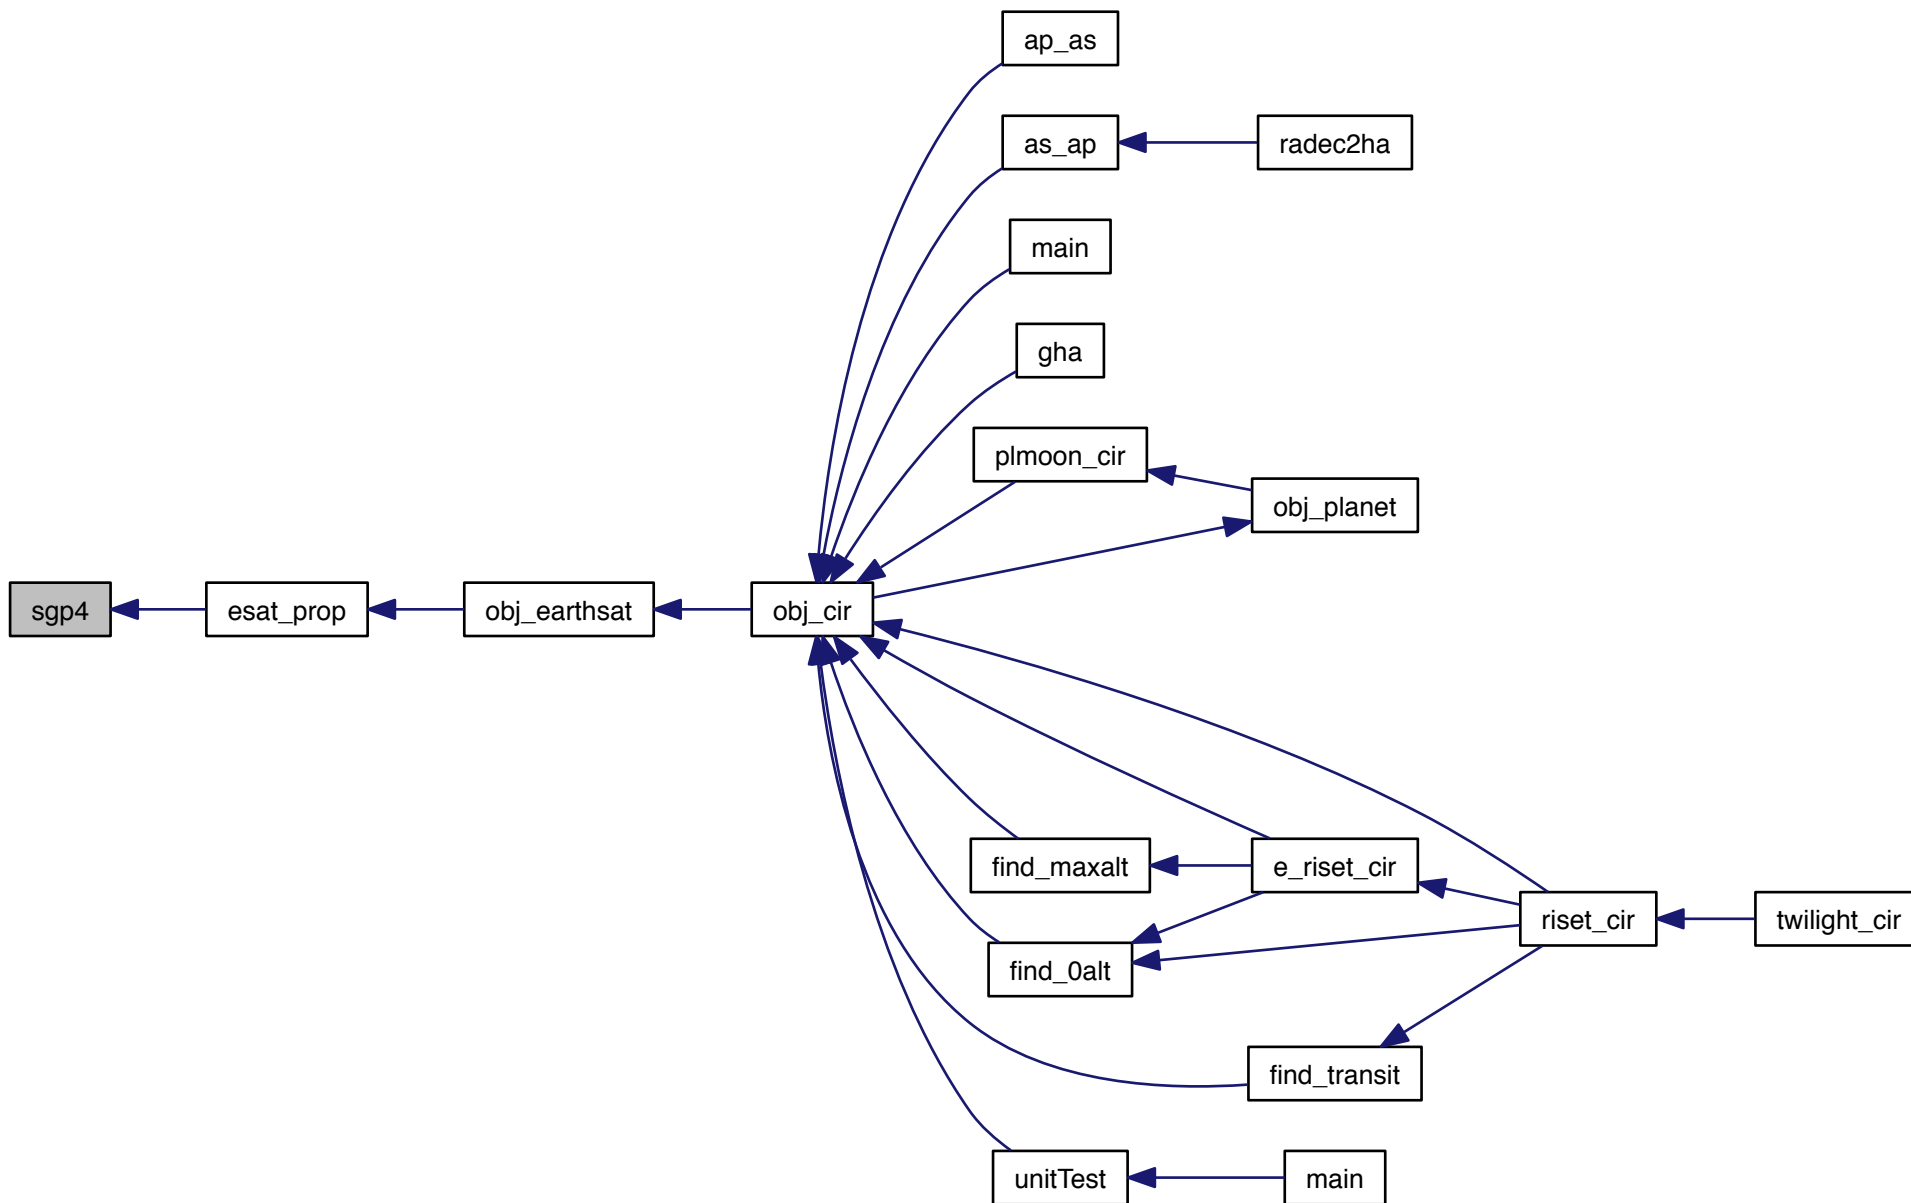 ap_as
as_ap
radec2ha
main
gha
plmoon_cir
obj_planet
sgp4
esat_prop
obj_earthsat
obj_cir
find_maxalt
e_riset_cir
riset_cir
twilight_cir
find_0alt
find_transit
unitTest
main